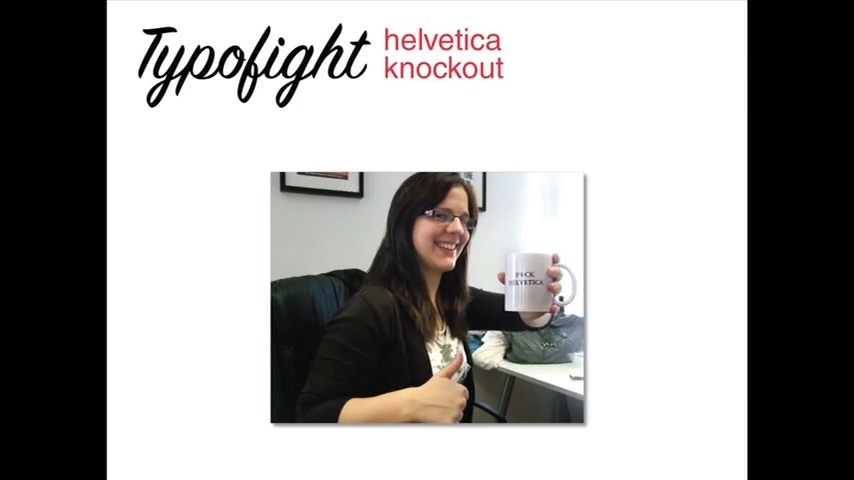 Typofight
helvetica
knockout
F*CK
HELVETICA